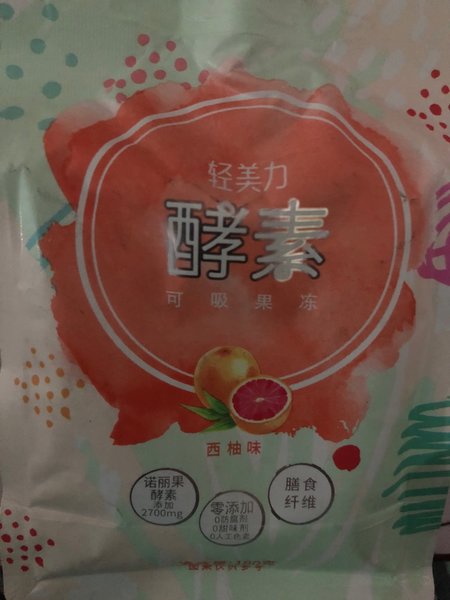 轻美力
酵素
可吸果冻
西柚味
诺丽果
酵素
添加
2700mg
零添加
0防腐剂
0甜味剂
0人工色素
膳食
纤维